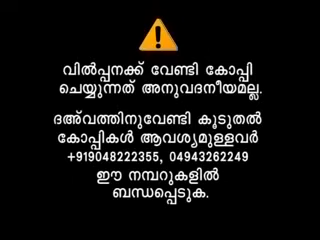 വിൽപ്പനക്ക് വേണ്ടി കോപ്പി
ചെയ്യുന്നത് അനുവദനീയമല്ല.
ദഅ്വത്തിനുവേണ്ടി കൂടുതൽ
കോപ്പികൾ ആവശ്യമുള്ളവർ
+919048222355, 04943262249
ഈ നമ്പറുകളിൽ
ബന്ധപ്പെടുക.